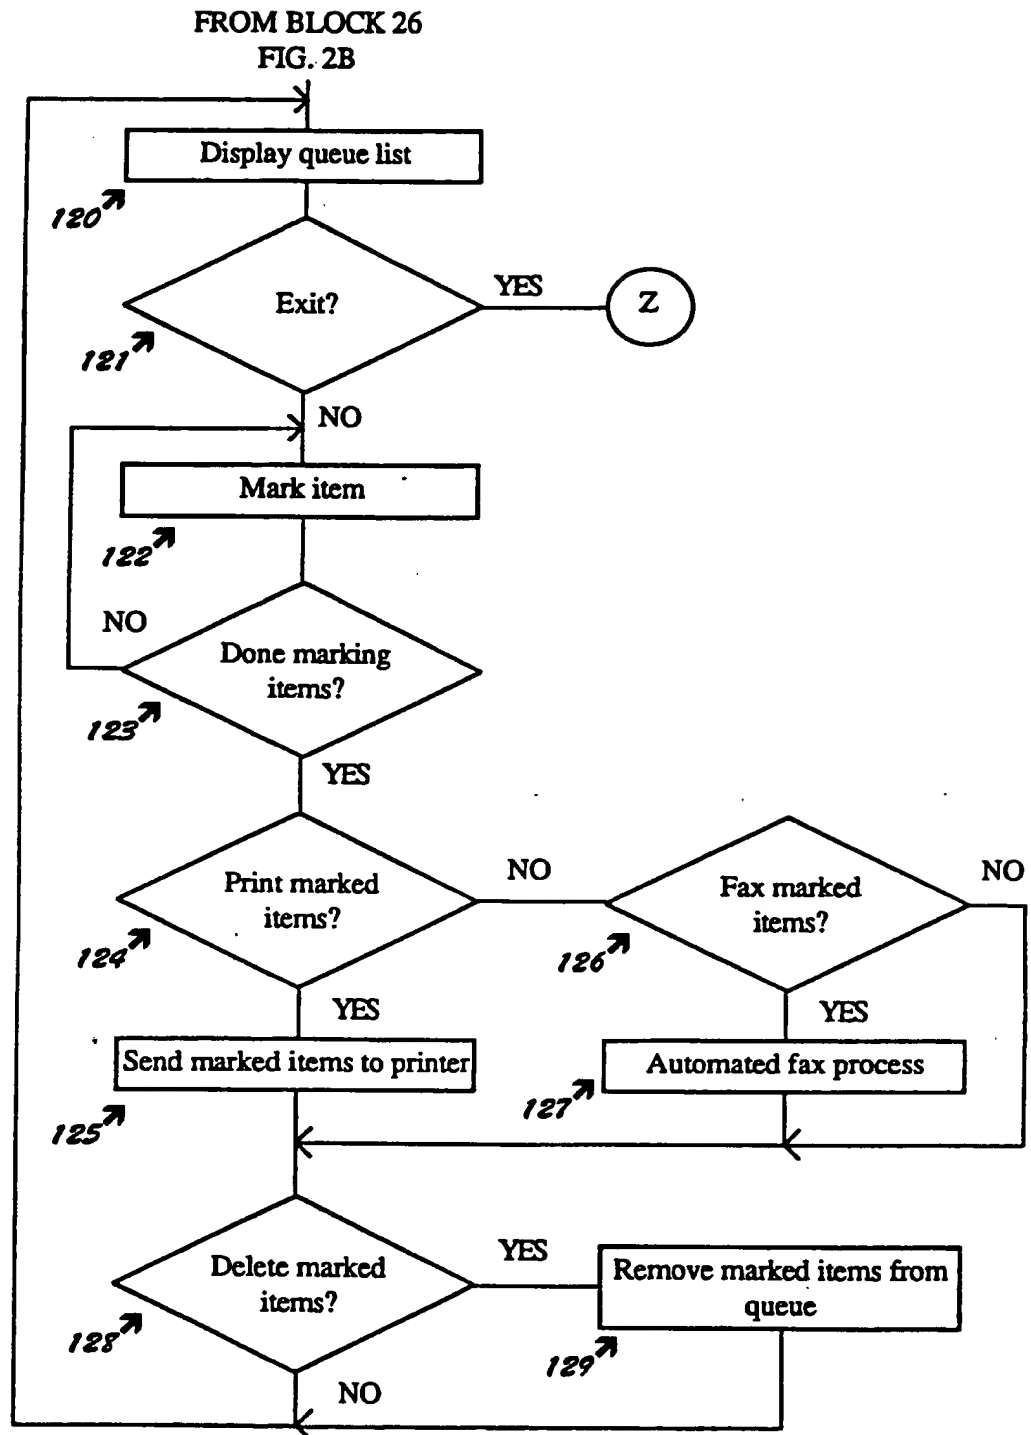 FROM BLOCK 26
FIG. 2B
Display queue list
120
Exit?
YES
Z
121
NO
Mark item
122
NO
Done marking
items?
123
YES
Print marked
items?
NO
Fax marked
items?
NO
124
126
YES
YES
Send marked items to printer
Automated fax process
125
127
Delete marked
items?
YES
Remove marked items from
queue
128
129
NO